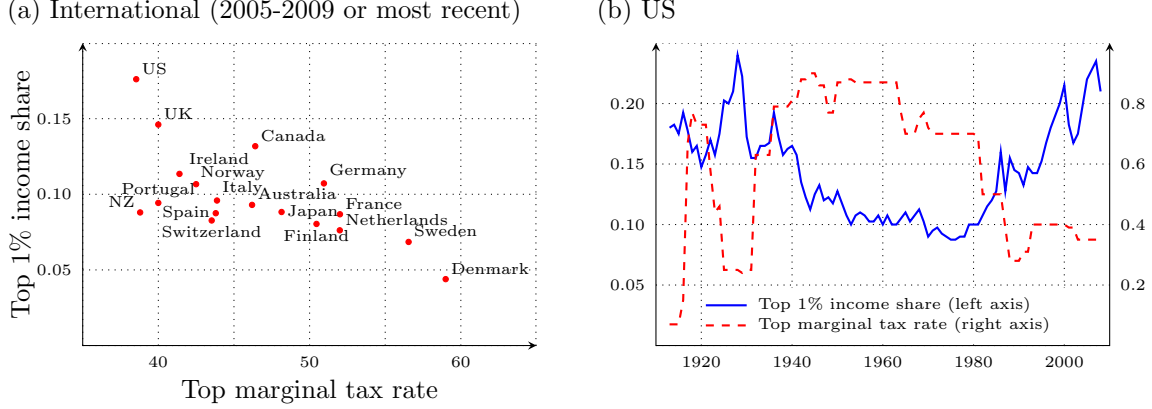 (a) International (2005-2009 or most recent)
Top 1% income share
0.15
0.10
0.05
US
UK
Canada
Ireland
Norway
Germany
Portugal
Italy
Australia
NZ
Spain
Japan
France
Netherlands
Switzerland
Finland
Sweden
Denmark
40
50
60
Top marginal tax rate
(b) US
0.20
0.15
0.10
0.05
0.8
0.6
0.4
0.2
Top 1% income share (left axis)
Top marginal tax rate (right axis)
1920
1940
1960
1980
2000